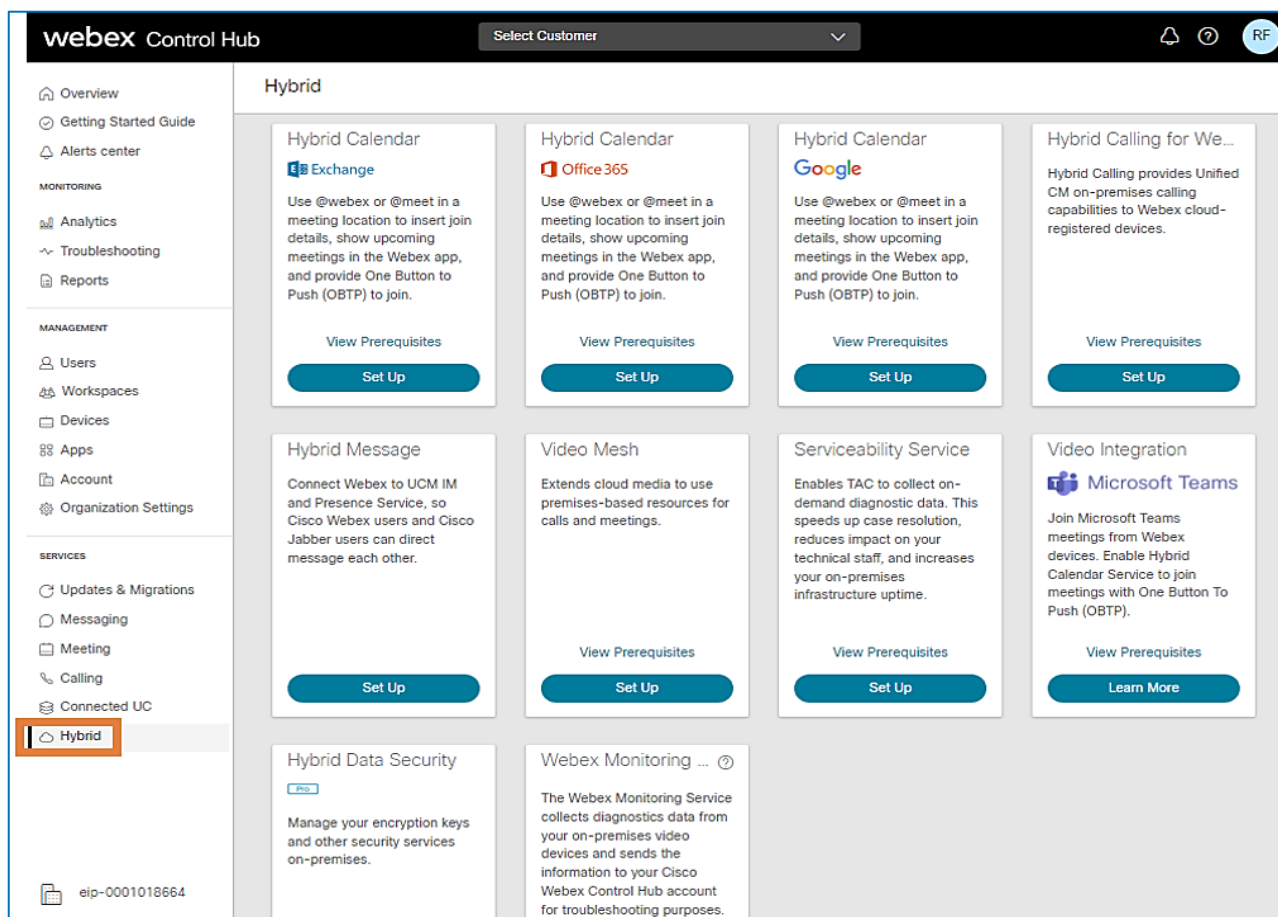 webex Control Hub
Select Customer
RF
Overview
Getting Started Guide
Alerts center
MONITORING
Analytics
Troubleshooting
Reports
MANAGEMENT
Users
Workspaces
Devices
Apps
Account
Organization Settings
SERVICES
Updates & Migrations
Messaging
Meeting
Calling
Connected UC
Hybrid
eip-0001018664
Hybrid
Hybrid Calendar
Exchange
Use @webex or @meet in a
meeting location to insert join
details, show upcoming
meetings in the Webex app,
and provide One Button to
Push (OBTP) to join.
View Prerequisites
Set Up
Hybrid Calendar
Office 365
Use @webex or @meet in a
meeting location to insert join
details, show upcoming
meetings in the Webex app,
and provide One Button to
Push (OBTP) to join.
View Prerequisites
Set Up
Hybrid Calendar
Google
Use @webex or @meet in a
meeting location to insert join
details, show upcoming
meetings in the Webex app,
and provide One Button to
Push (OBTP) to join.
View Prerequisites
Set Up
Hybrid Calling for We...
Hybrid Calling provides Unified
CM on-premises calling
capabilities to Webex cloud-
registered devices.
View Prerequisites
Set Up
Hybrid Message
Connect Webex to UCM IM
and Presence Service, so
Cisco Webex users and Cisco
Jabber users can direct
message each other.
Set Up
Video Mesh
Extends cloud media to use
premises-based resources for
calls and meetings.
View Prerequisites
Set Up
Serviceability Service
Enables TAC to collect on-
demand diagnostic data. This
speeds up case resolution,
reduces impact on your
technical staff, and increases
your on-premises
infrastructure uptime.
View Prerequisites
Set Up
Video Integration
Microsoft Teams
Join Microsoft Teams
meetings from Webex
devices. Enable Hybrid
Calendar Service to join
meetings with One Button To
Push (OBTP).
View Prerequisites
Learn More
Hybrid Data Security
Pro
Manage your encryption keys
and other security services
on-premises.
Webex Monitoring ...
The Webex Monitoring Service
collects diagnostics data from
your on-premises video
devices and sends the
information to your Cisco
Webex Control Hub account
for troubleshooting purposes.